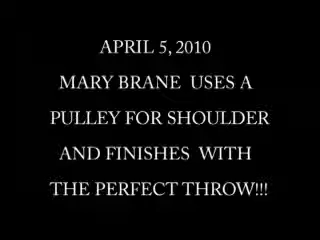 APRIL 5, 2010
MARY BRANE USES A
PULLEY FOR SHOULDER
AND FINISHES WITH
THE PERFECT THROW!!!